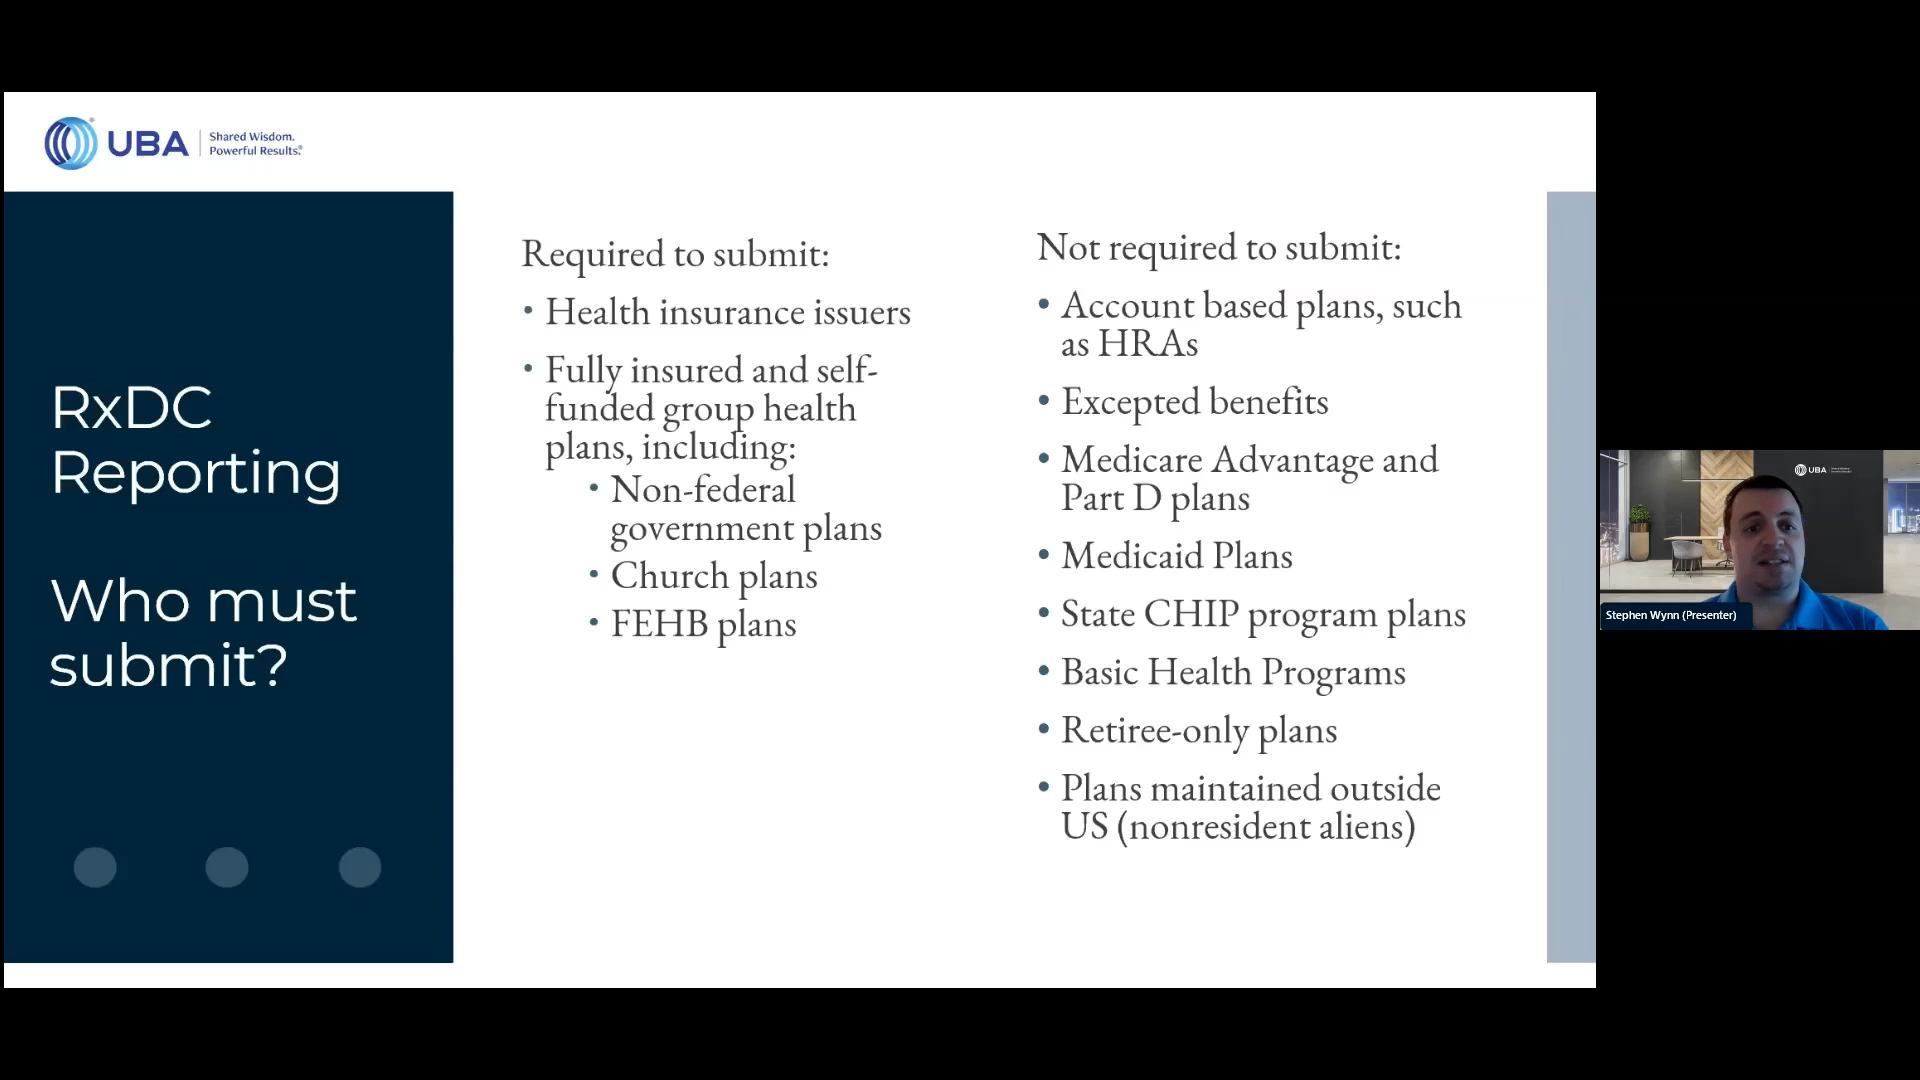 UBA
Shared Wisdom.
Powerful Results.®
RxDC
Reporting
Who must
submit?
Required to submit:
• Health insurance issuers
• Fully insured and self-
funded group health
plans, including:
• Non-federal
government plans
• Church plans
• FEHB plans
Not required to submit:
• Account based plans, such
as HRAs
• Excepted benefits
• Medicare Advantage and
Part D plans
• Medicaid Plans
• State CHIP program plans
• Basic Health Programs
• Retiree-only plans
• Plans maintained outside
US (nonresident aliens)
UBA
Stephen Wynn (Presenter)